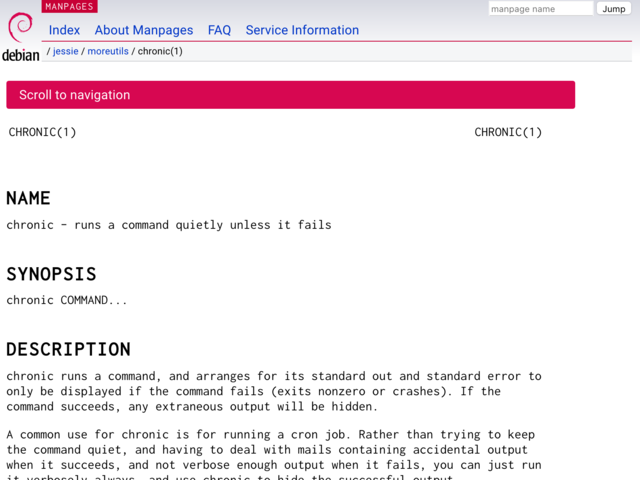 MANPAGES
manpage name Jump
Index About Manpages FAQ Service Information
debian
/ jessie / moreutils / chronic(1)
Scroll to navigation
CHRONIC(1) CHRONIC(1)
NAME
chronic - runs a command quietly unless it fails
SYNOPSIS
chronic COMMAND...
DESCRIPTION
chronic runs a command, and arranges for its standard out and standard error to
only be displayed if the command fails (exits nonzero or crashes). If the
command succeeds, any extraneous output will be hidden.
A common use for chronic is for running a cron job. Rather than trying to keep
the command quiet, and having to deal with mails containing accidental output
when it succeeds, and not verbose enough output when it fails, you can just run
it verbosely always, and use chronic to hide the successful output.